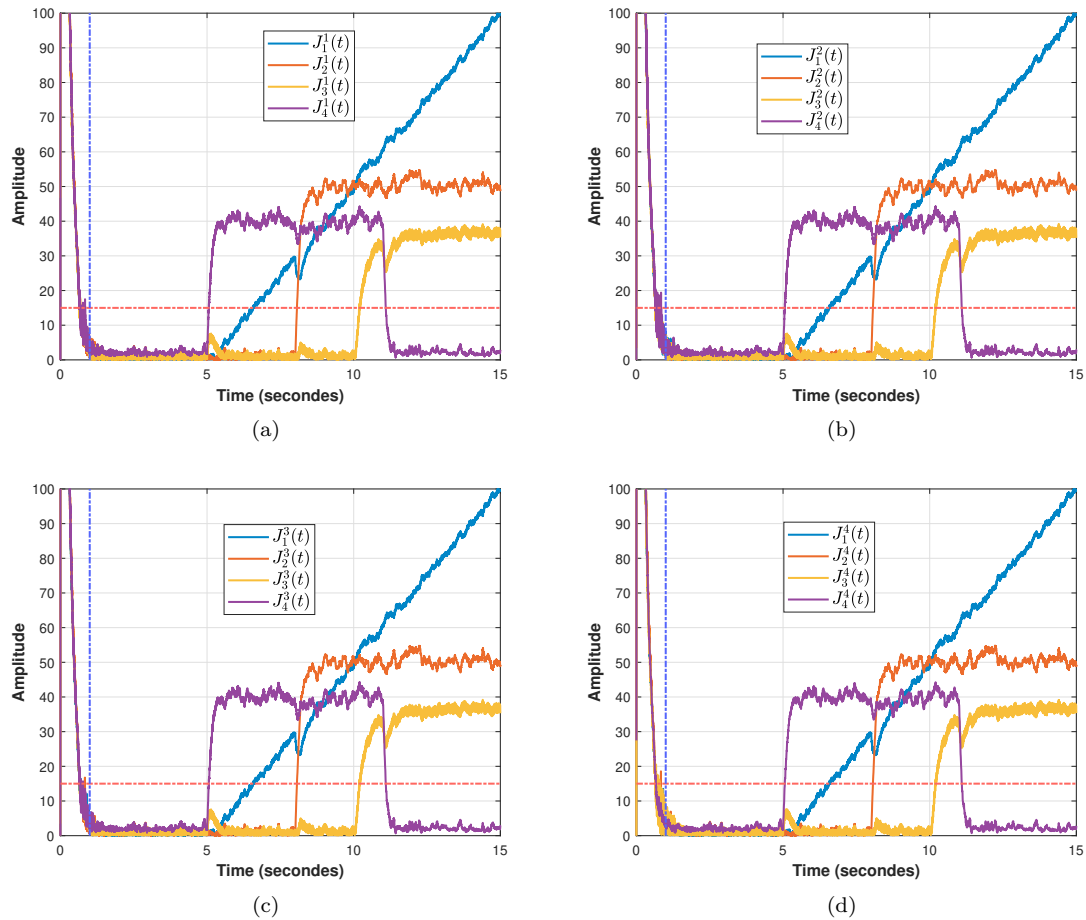 Amplitude
100
90
80
70
60
50
40
30
20
10
0
$J_1^1(t)$
$J_2^1(t)$
$J_3^1(t)$
$J_4^1(t)$
0 5 10 15
Time (secondes)
(a)
Amplitude
100
90
80
70
60
50
40
30
20
10
0
$J_1^2(t)$
$J_2^2(t)$
$J_3^2(t)$
$J_4^2(t)$
0 5 10 15
Time (secondes)
(b)
Amplitude
100
90
80
70
60
50
40
30
20
10
0
$J_1^3(t)$
$J_2^3(t)$
$J_3^3(t)$
$J_4^3(t)$
0 5 10 15
Time (secondes)
(c)
Amplitude
100
90
80
70
60
50
40
30
20
10
0
$J_1^4(t)$
$J_2^4(t)$
$J_3^4(t)$
$J_4^4(t)$
0 5 10 15
Time (secondes)
(d)